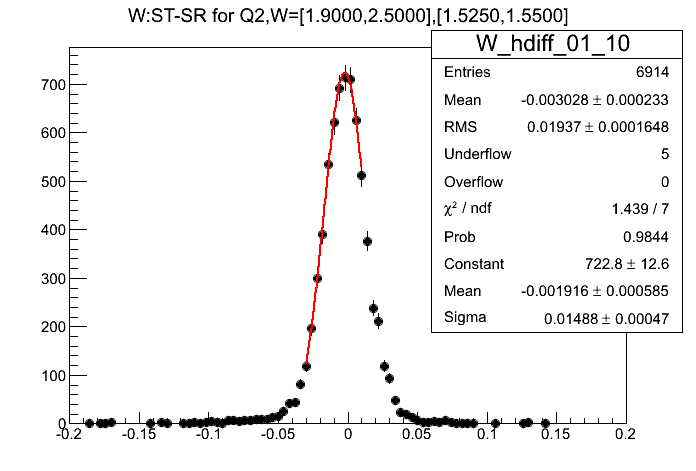 W:ST-SR for Q2,W=[1.9000,2.5000],[1.5250,1.5500]
W_hdiff_01_10
Entries 6914
Mean -0.003028 ± 0.000233
RMS 0.01937 ± 0.0001648
Underflow 5
Overflow 0
χ² / ndf 1.439 / 7
Prob 0.9844
Constant 722.8 ± 12.6
Mean -0.001916 ± 0.000585
Sigma 0.01488 ± 0.00047
700
600
500
400
300
200
100
0
-0.2 -0.15 -0.1 -0.05 0 0.05 0.1 0.15 0.2